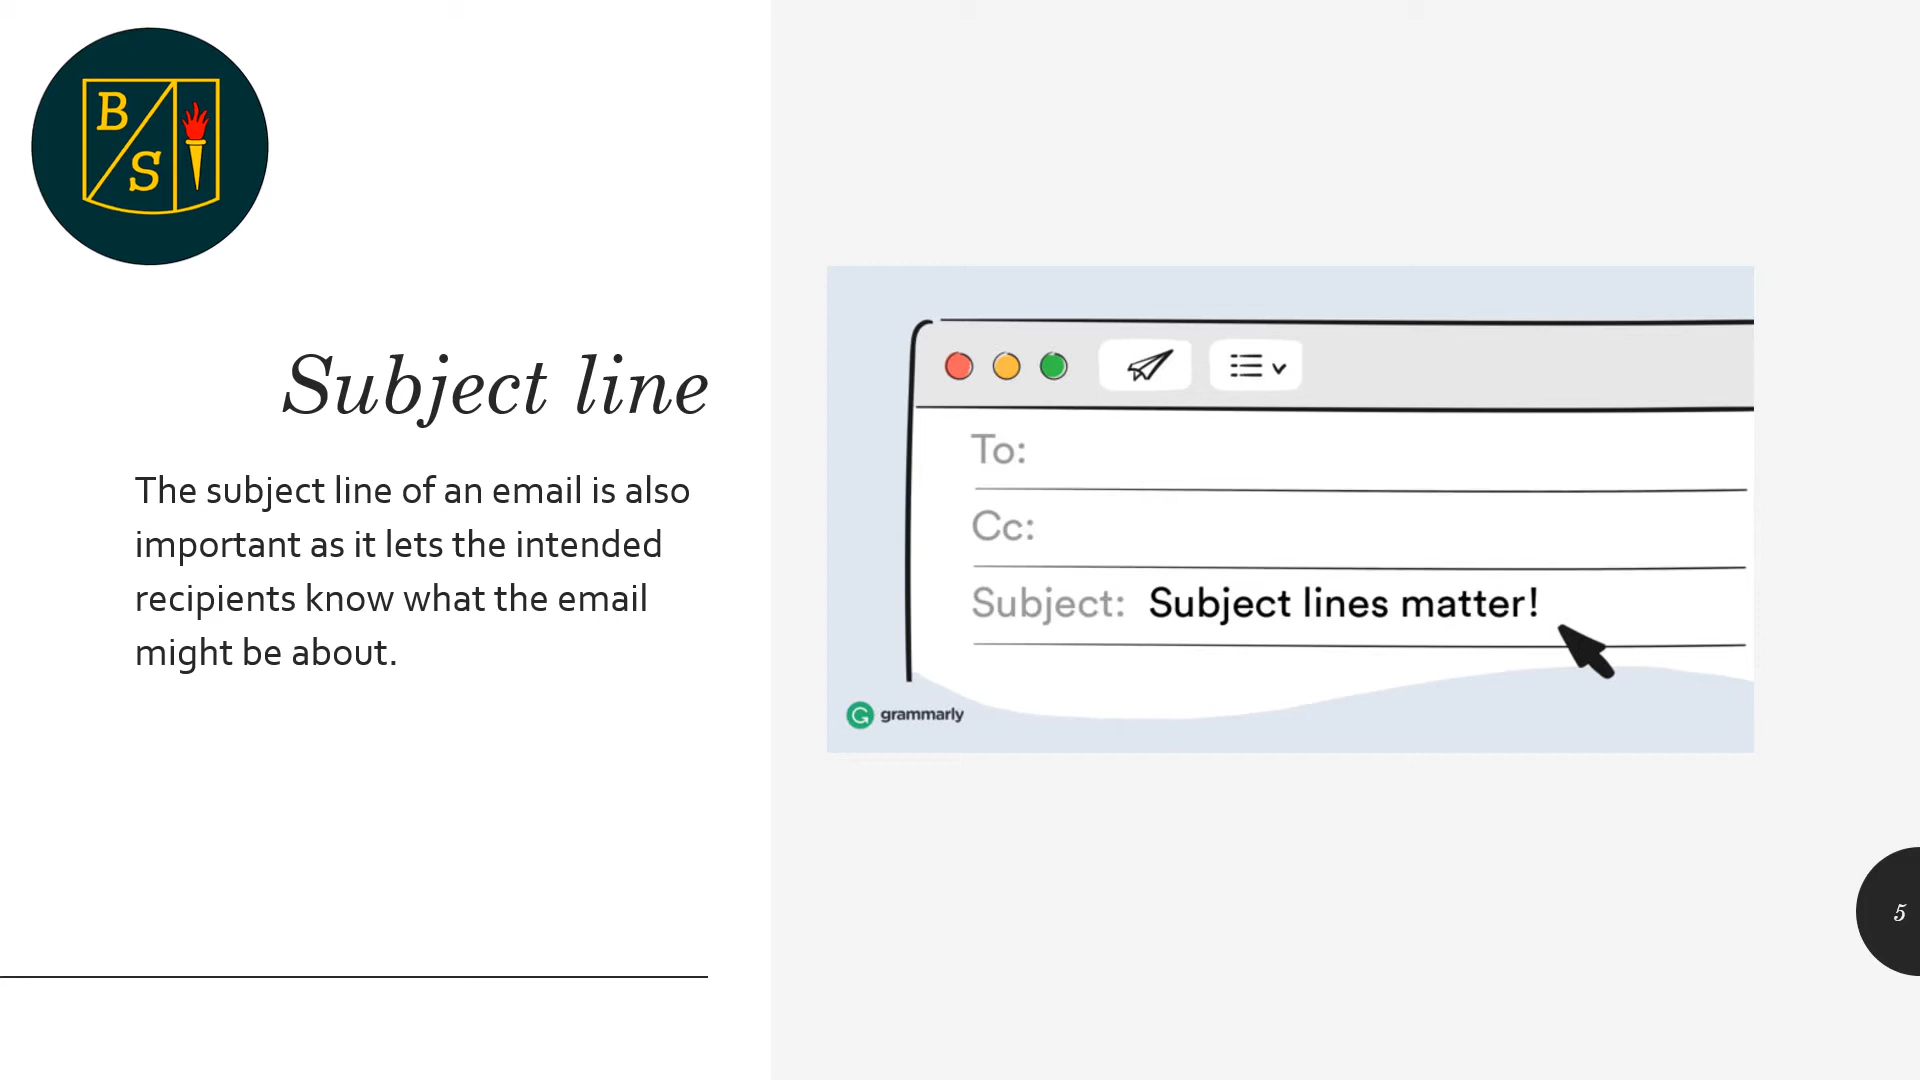 B
S
Subject line
The subject line of an email is also
important as it lets the intended
recipients know what the email
might be about.
To:
Cc:
Subject: Subject lines matter!
grammarly
5